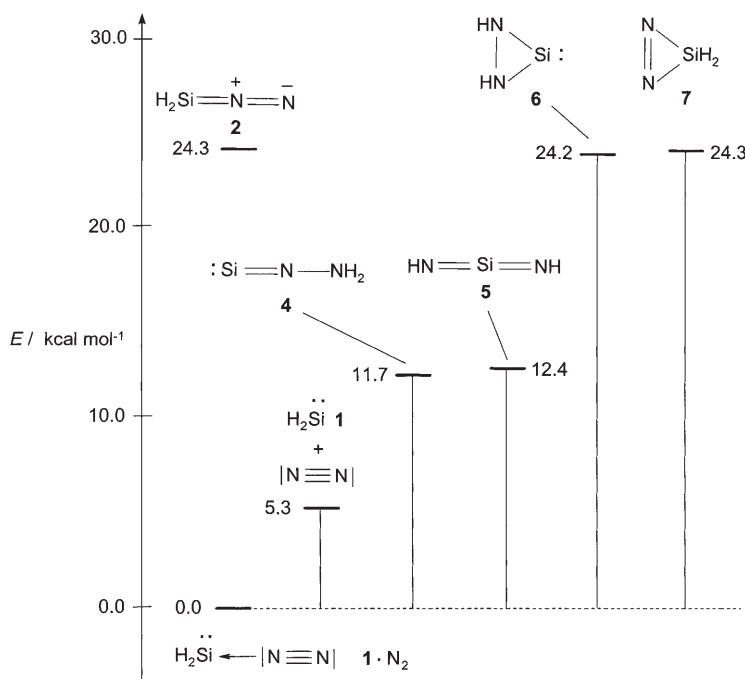 30.0
HN
HN
Si :
6
N
N
SiH₂
7
H₂Si=N⁺=N⁻
2
24.3
24.2
24.3
20.0
:Si=N—NH₂
4
HN=Si=NH
5
E / kcal mol⁻¹
11.7
12.4
10.0
H₂S̈i 1
+
|N≡N|
5.3
0.0
0.0
H₂S̈i ← |N≡N| 1 · N₂